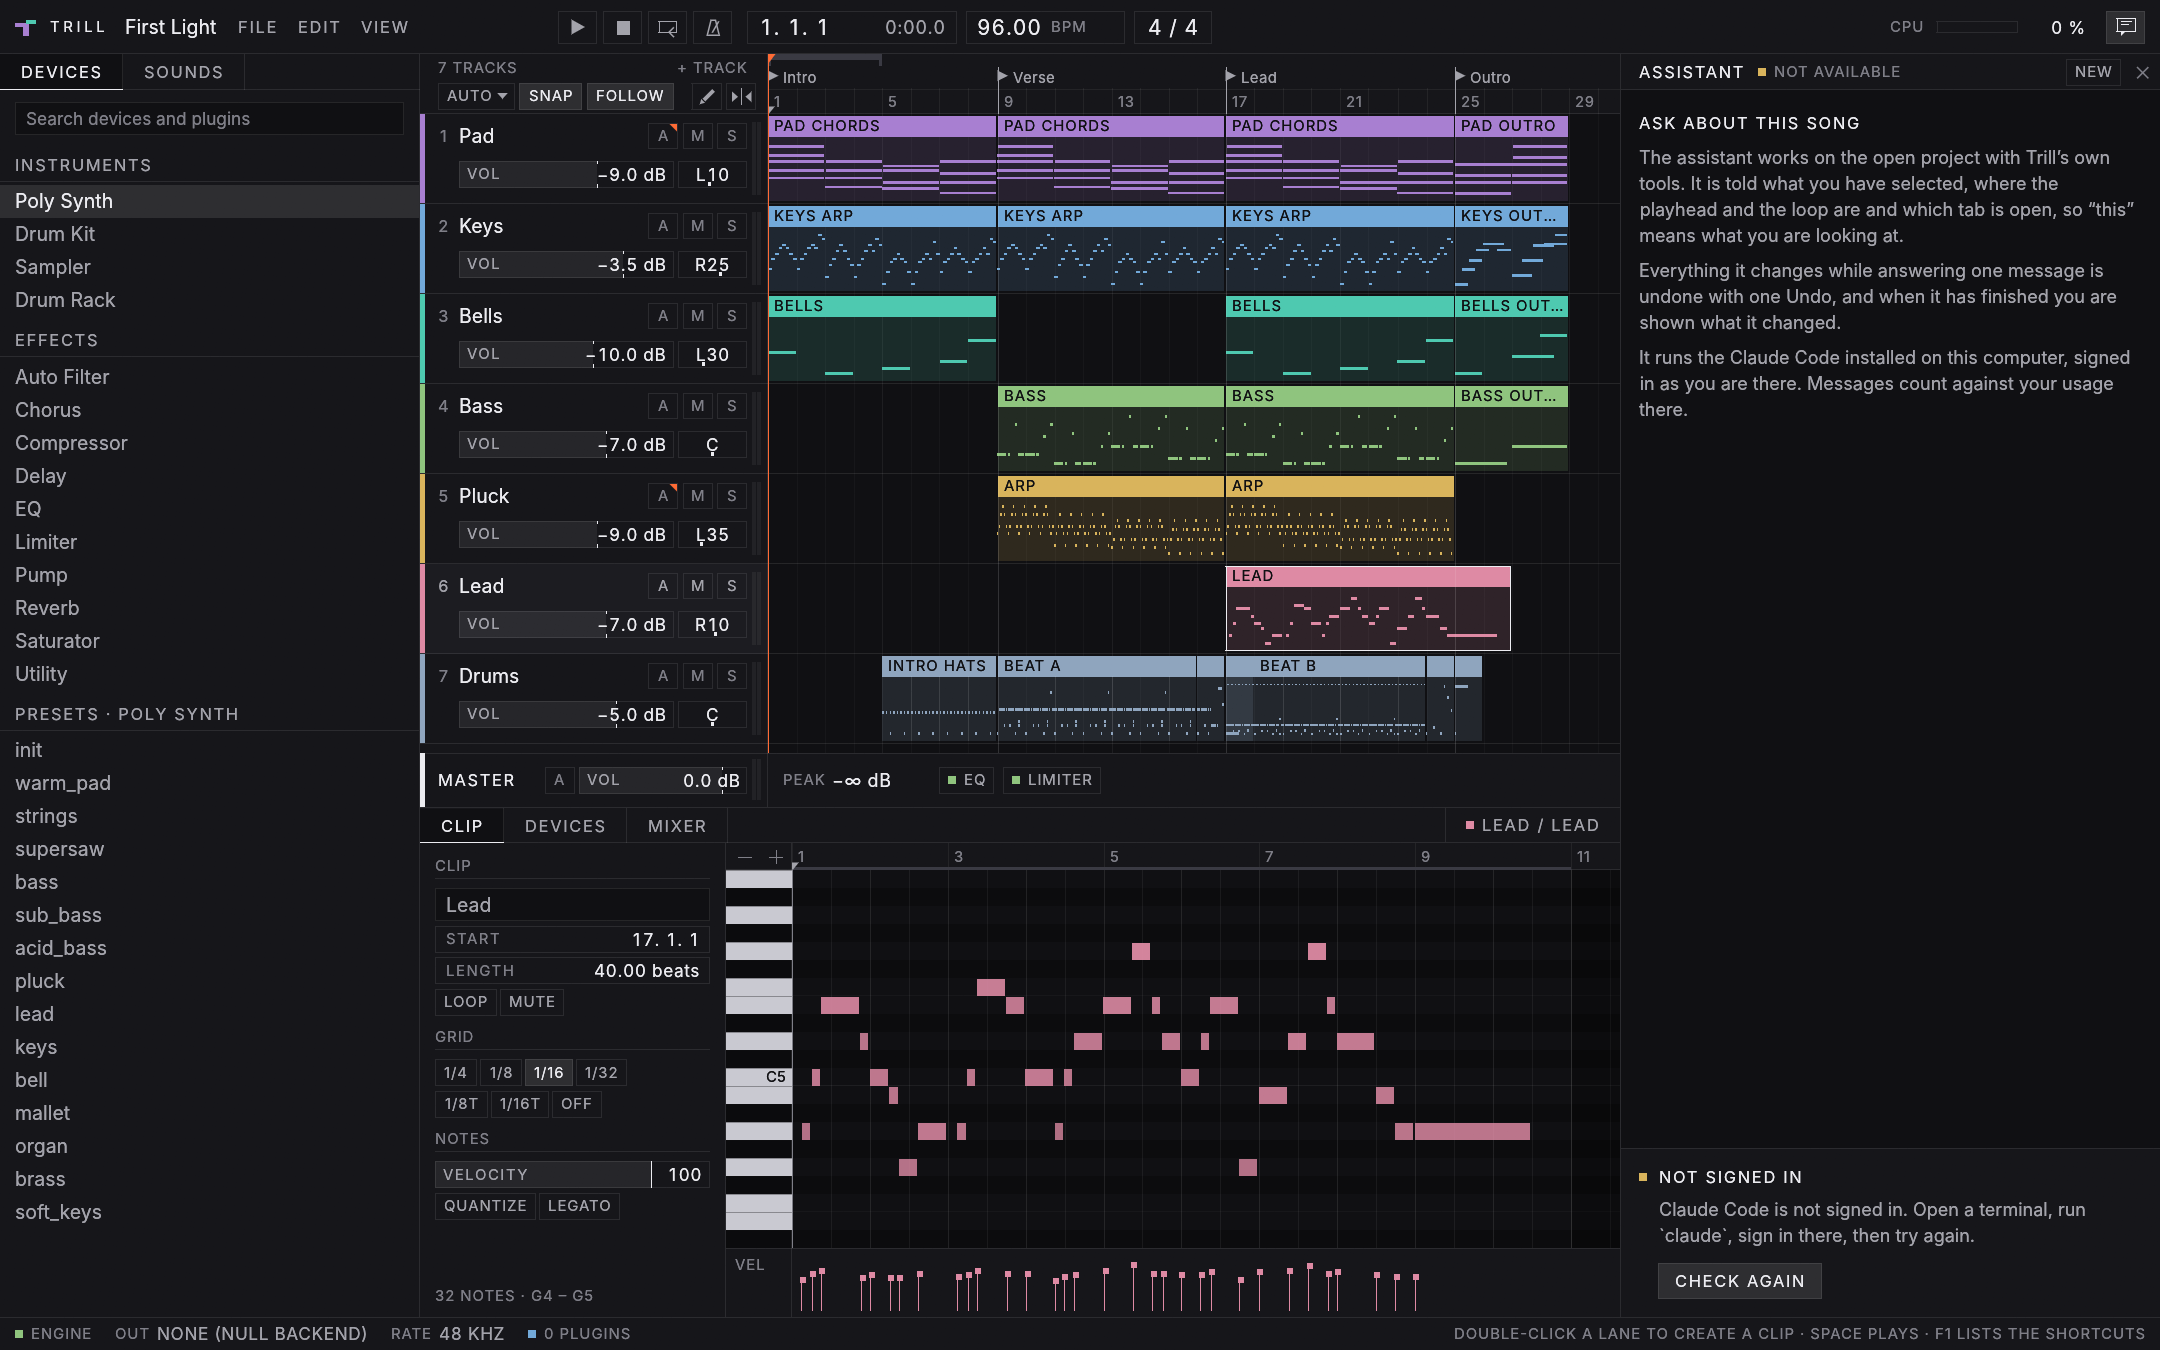 TRILL First Light FILE EDIT VIEW
1. 1. 1 0:00.0 96.00 BPM 4 / 4
CPU 0 %
DEVICES SOUNDS
Search devices and plugins
INSTRUMENTS
Poly Synth
Drum Kit
Sampler
Drum Rack
EFFECTS
Auto Filter
Chorus
Compressor
Delay
EQ
Limiter
Pump
Reverb
Saturator
Utility
PRESETS · POLY SYNTH
init
warm_pad
strings
supersaw
bass
sub_bass
acid_bass
pluck
lead
keys
bell
mallet
organ
brass
soft_keys
7 TRACKS + TRACK
AUTO SNAP FOLLOW
Intro Verse Lead Outro
1 5 9 13 17 21 25 29
1 Pad A M S
VOL -9.0 dB L10
PAD CHORDS PAD CHORDS PAD CHORDS PAD OUTRO
2 Keys A M S
VOL -3.5 dB R25
KEYS ARP KEYS ARP KEYS ARP KEYS OUT...
3 Bells A M S
VOL -10.0 dB L30
BELLS BELLS BELLS OUT...
4 Bass A M S
VOL -7.0 dB C
BASS BASS BASS OUT...
5 Pluck A M S
VOL -9.0 dB L35
ARP ARP
6 Lead A M S
VOL -7.0 dB R10
LEAD
7 Drums A M S
VOL -5.0 dB C
INTRO HATS BEAT A BEAT B
MASTER A VOL 0.0 dB PEAK -∞ dB EQ LIMITER
CLIP DEVICES MIXER LEAD / LEAD
CLIP
Lead
START 17. 1. 1
LENGTH 40.00 beats
LOOP MUTE
GRID
1/4 1/8 1/16 1/32
1/8T 1/16T OFF
NOTES
VELOCITY 100
QUANTIZE LEGATO
32 NOTES · G4 – G5
1 3 5 7 9 11
C5
VEL
ASSISTANT NOT AVAILABLE NEW
ASK ABOUT THIS SONG
The assistant works on the open project with Trill's own
tools. It is told what you have selected, where the
playhead and the loop are and which tab is open, so “this”
means what you are looking at.
Everything it changes while answering one message is
undone with one Undo, and when it has finished you are
shown what it changed.
It runs the Claude Code installed on this computer, signed
in as you are there. Messages count against your usage
there.
NOT SIGNED IN
Claude Code is not signed in. Open a terminal, run
`claude`, sign in there, then try again.
CHECK AGAIN
ENGINE OUT NONE (NULL BACKEND) RATE 48 KHZ 0 PLUGINS
DOUBLE-CLICK A LANE TO CREATE A CLIP · SPACE PLAYS · F1 LISTS THE SHORTCUTS